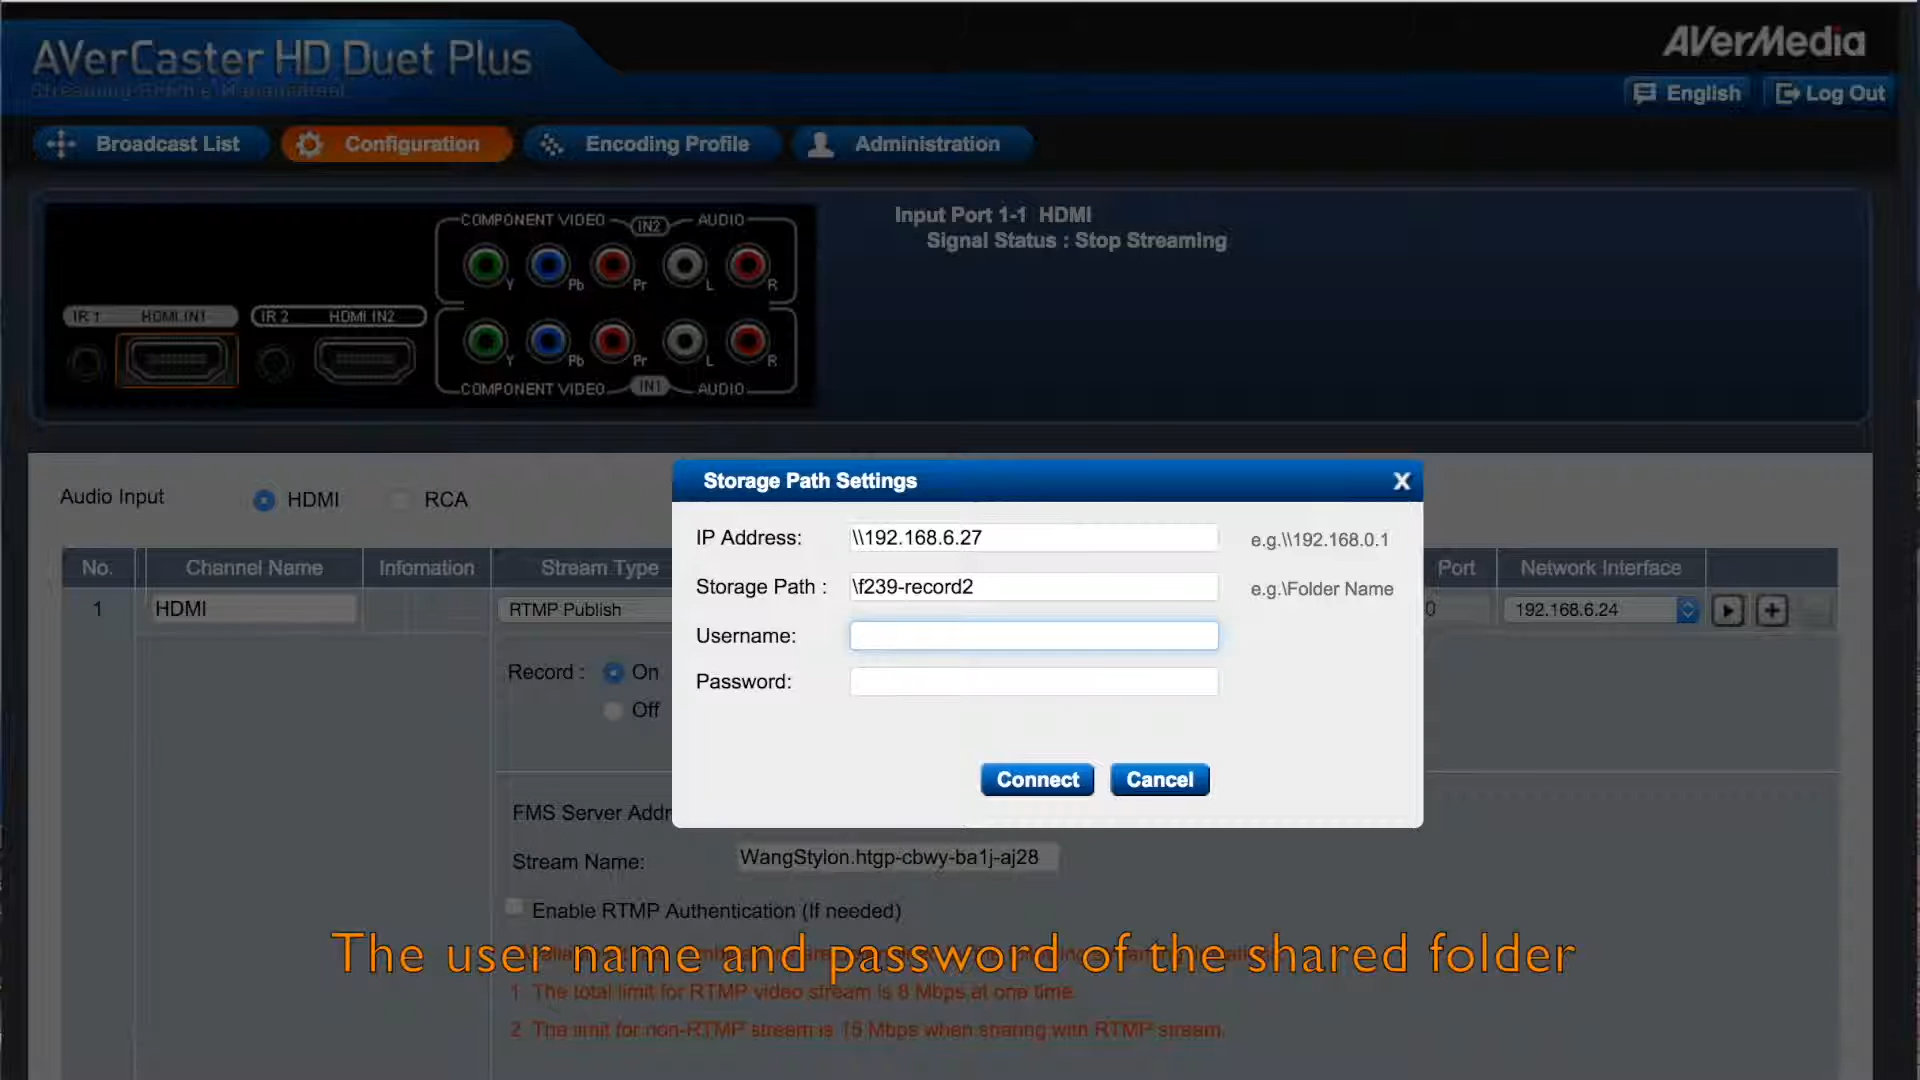 AVerCaster HD Duet Plus
AVerMedia
English
Log Out
Broadcast List
Configuration
Encoding Profile
Administration
COMPONENT VIDEO IN2 AUDIO
Y Pb Pr L R
IR 1 HDMI IN1 IR 2 HDMI IN2
Y Pb Pr L R
COMPONENT VIDEO IN1 AUDIO
Input Port 1-1 HDMI
Signal Status : Stop Streaming
Audio Input HDMI RCA
Storage Path Settings X
IP Address: \\192.168.6.27 e.g.\\192.168.0.1
Storage Path : \f239-record2 e.g.\Folder Name
Username:
Password:
Connect Cancel
No. Channel Name Infomation Stream Type Port Network Interface
1 HDMI RTMP Publish 0 192.168.6.24
Record : On
Off
FMS Server Addr
Stream Name: WangStylon.htgp-cbwy-ba1j-aj28
Enable RTMP Authentication (If needed)
The user name and password of the shared folder
1. The total limit for RTMP video stream is 8 Mbps at one time.
2. The limit for non-RTMP stream is 15 Mbps when sharing with RTMP stream.